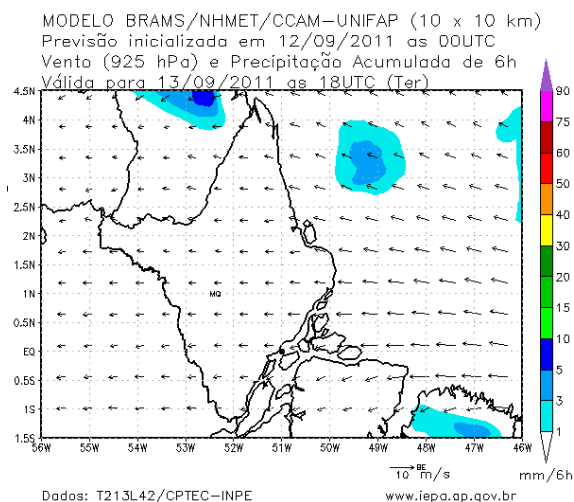 MODELO BRAMS/NHMET/CCAM-UNIFAP (10 x 10 km)
Previsão inicializada em 12/09/2011 as 00UTC
Vento (925 hPa) e Precipitação Acumulada de 6h
Válida para 13/09/2011 as 18UTC (Ter)
4.5N
4N
3.5N
3N
2.5N
2N
1.5N
1N
0.5N
EQ
0.5S
1S
1.5S
MQ
56W 55W 54W 53W 52W 51W 50W 49W 48W 47W 46W
90
75
60
50
40
30
20
15
10
5
3
1
mm/6h
BE
10 m/s
Dados: T213L42/CPTEC-INPE www.iepa.ap.gov.br